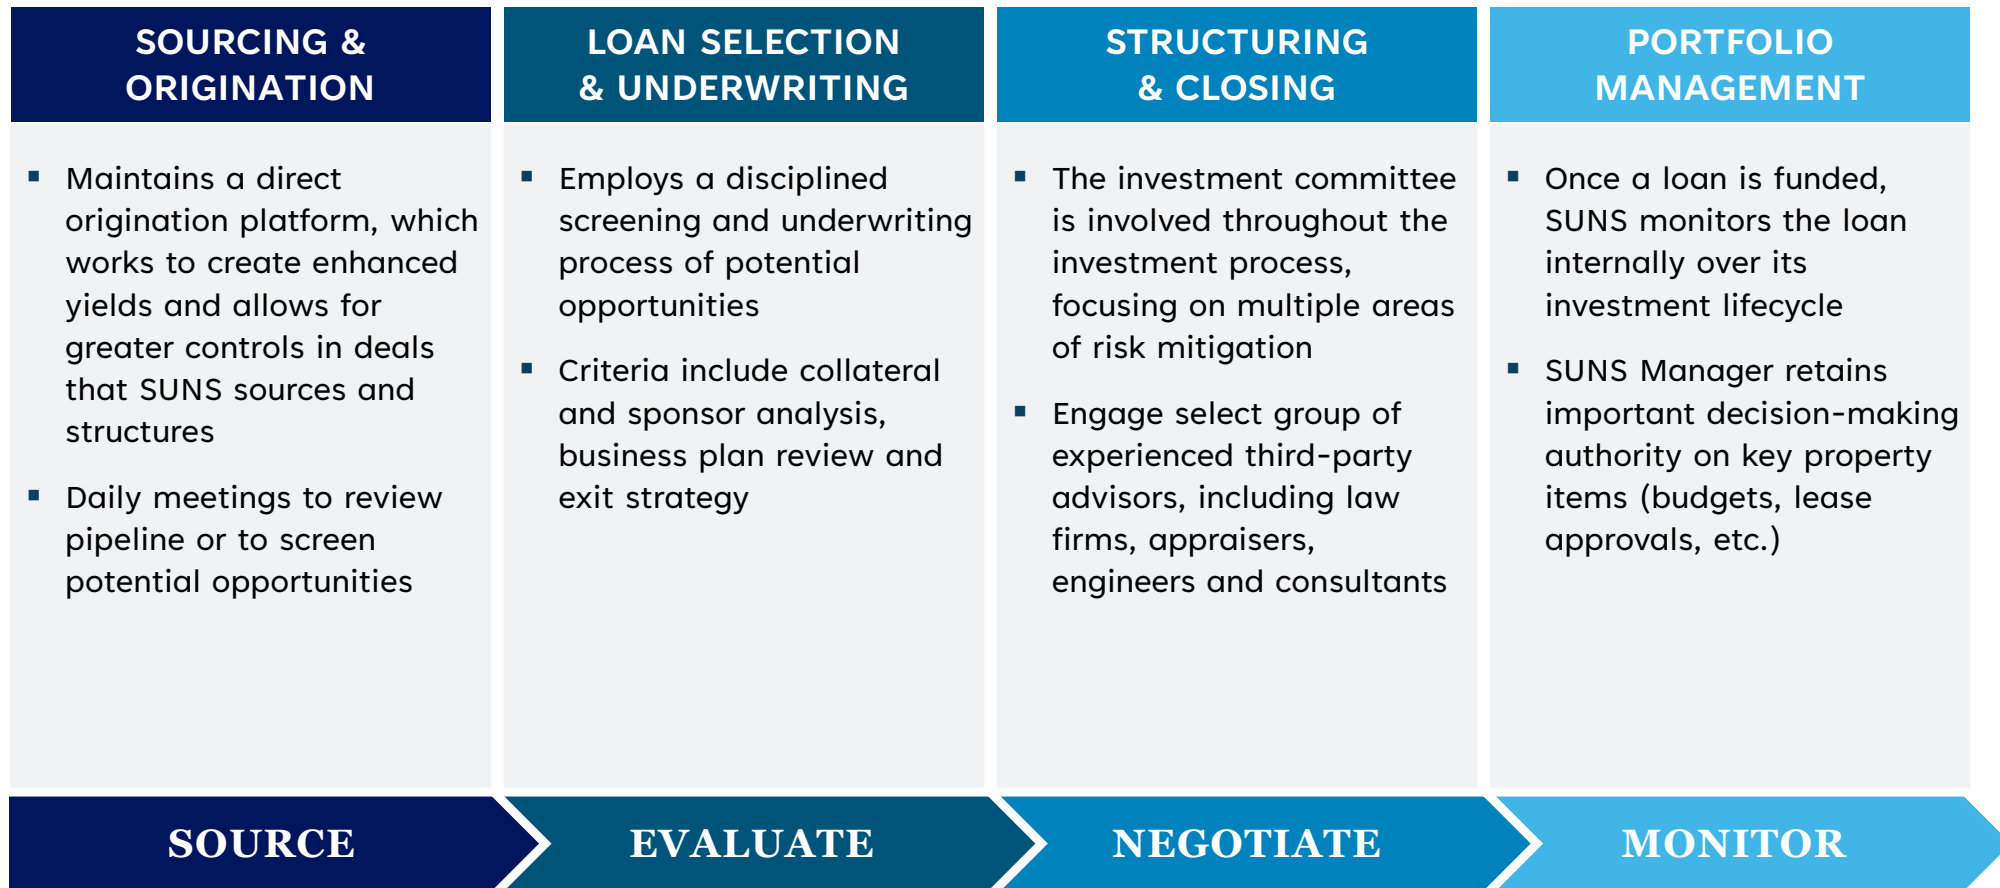 SOURCING &
ORIGINATION
▪ Maintains a direct
origination platform, which
works to create enhanced
yields and allows for
greater controls in deals
that SUNS sources and
structures
▪ Daily meetings to review
pipeline or to screen
potential opportunities
SOURCE
LOAN SELECTION
& UNDERWRITING
▪ Employs a disciplined
screening and underwriting
process of potential
opportunities
▪ Criteria include collateral
and sponsor analysis,
business plan review and
exit strategy
EVALUATE
STRUCTURING
& CLOSING
▪ The investment committee
is involved throughout the
investment process,
focusing on multiple areas
of risk mitigation
▪ Engage select group of
experienced third-party
advisors, including law
firms, appraisers,
engineers and consultants
NEGOTIATE
PORTFOLIO
MANAGEMENT
▪ Once a loan is funded,
SUNS monitors the loan
internally over its
investment lifecycle
▪ SUNS Manager retains
important decision-making
authority on key property
items (budgets, lease
approvals, etc.)
MONITOR